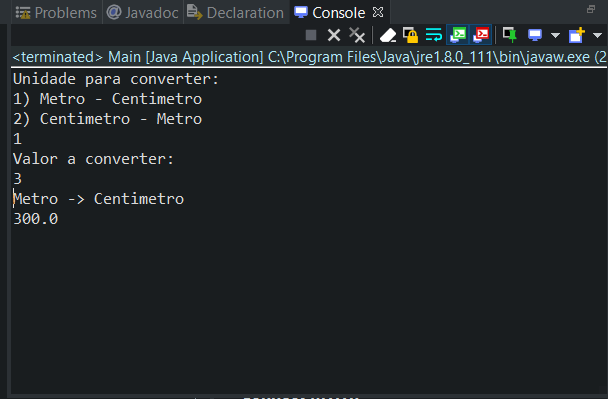 Problems @ Javadoc Declaration Console
<terminated> Main [Java Application] C:\Program Files\Java\jre1.8.0_111\bin\javaw.exe (2
Unidade para converter:
1) Metro - Centimetro
2) Centimetro - Metro
1
Valor a converter:
3
Metro -> Centimetro
300.0